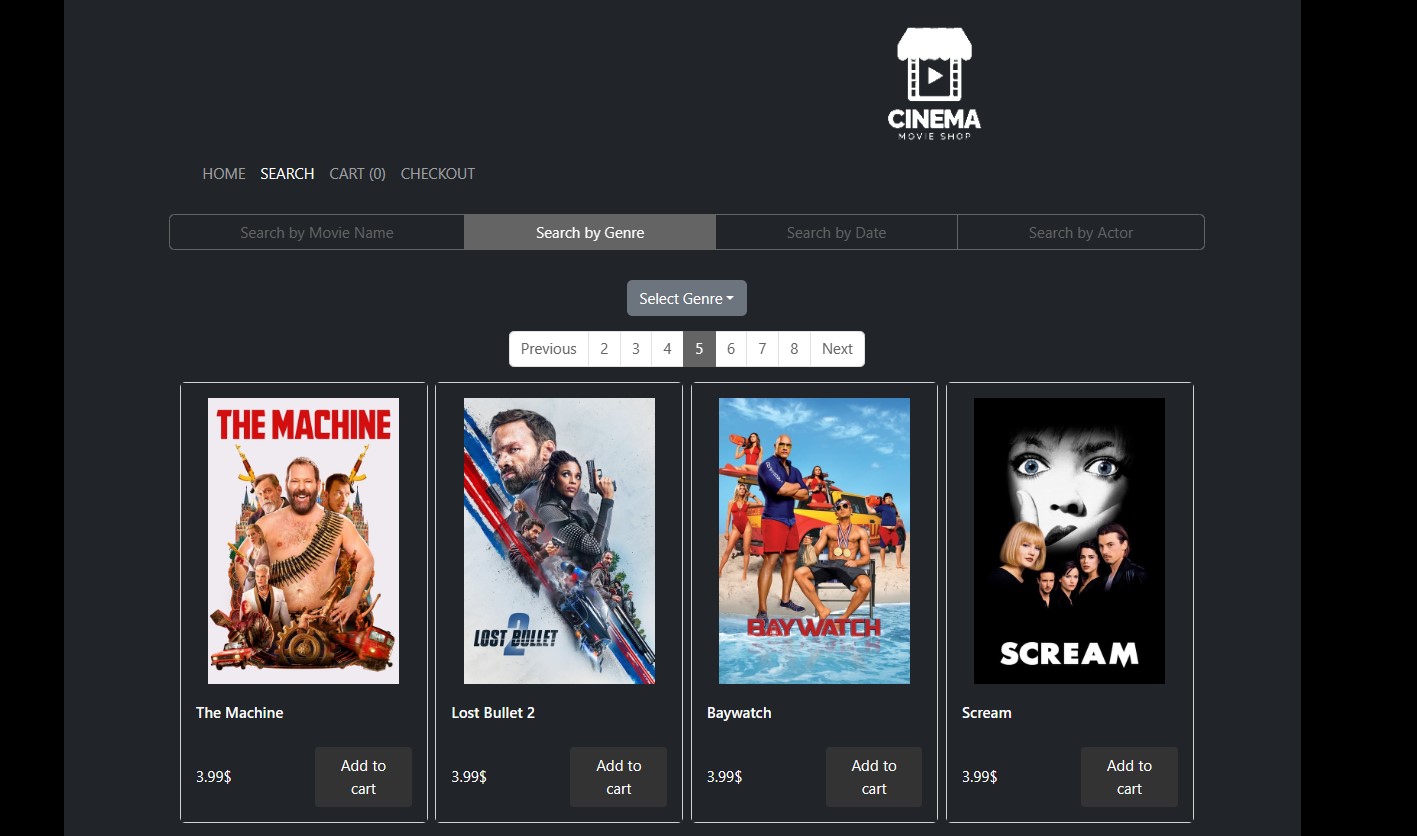 CINEMA
MOVIE SHOP
HOME SEARCH CART (0) CHECKOUT
Search by Movie Name Search by Genre Search by Date Search by Actor
Select Genre
Previous 2 3 4 5 6 7 8 Next
THE MACHINE
LOST BULLET
2
BAYWATCH
SCREAM
The Machine Lost Bullet 2 Baywatch Scream
3.99$ Add to cart 3.99$ Add to cart 3.99$ Add to cart 3.99$ Add to cart